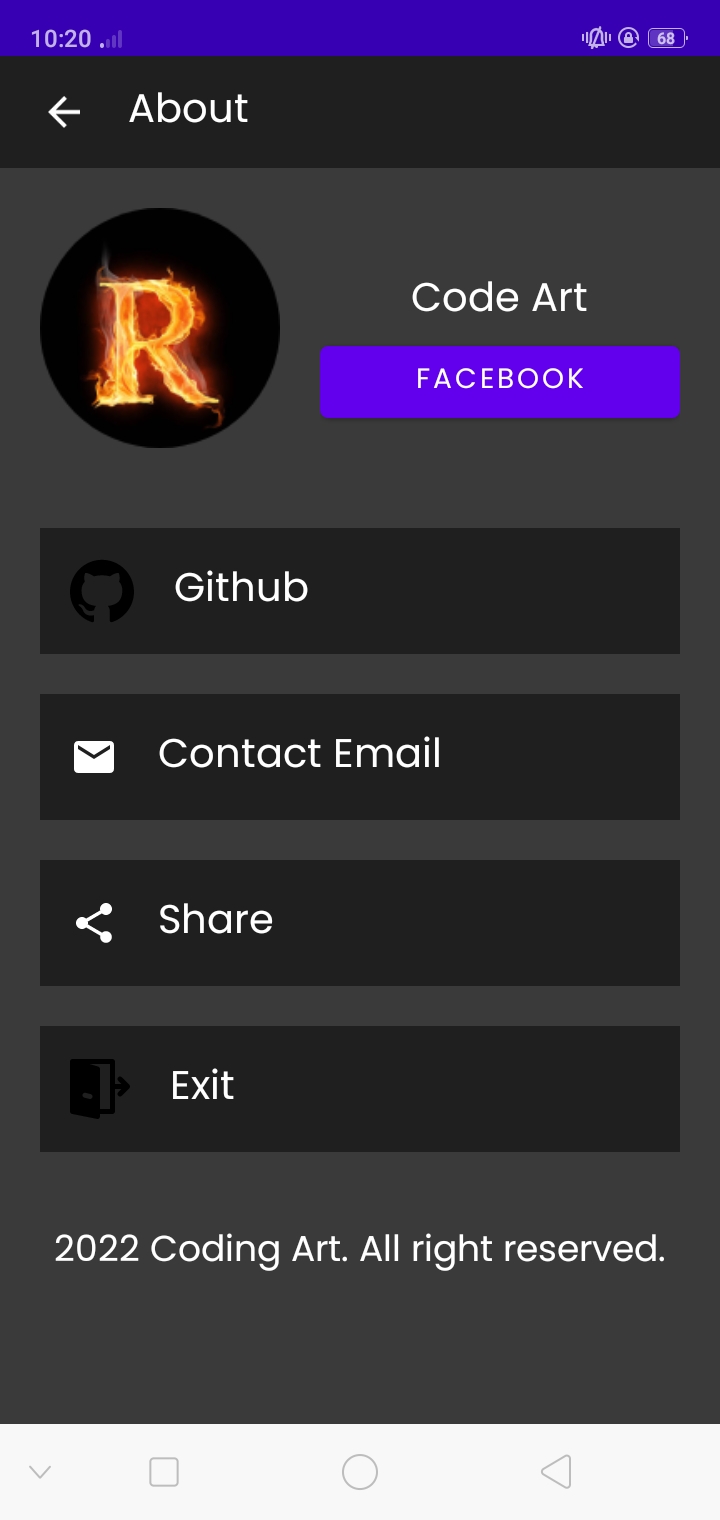 10:20
68
About
R
Code Art
FACEBOOK
Github
Contact Email
Share
Exit
2022 Coding Art. All right reserved.